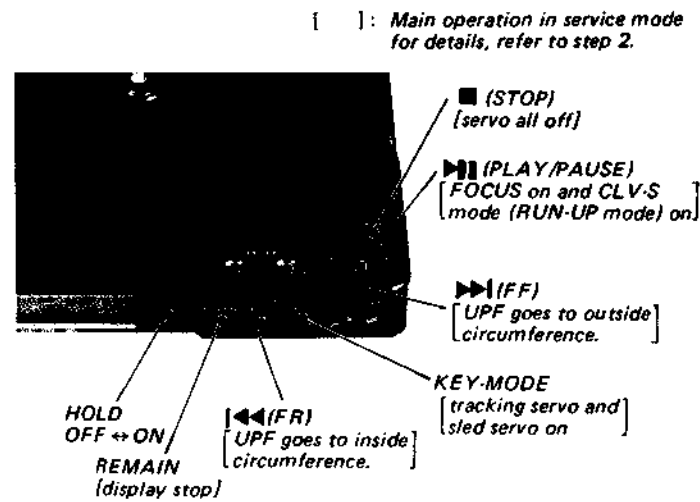 [ ] : Main operation in service mode
for details, refer to step 2.
■ (STOP)
[servo all off]
▶❙❙ (PLAY/PAUSE)
[FOCUS on and CLV-S
mode (RUN-UP mode) on]
▶▶❙ (FF)
[UPF goes to outside
circumference.]
KEY-MODE
[tracking servo and
sled servo on]
❙◀◀ (FR)
[UPF goes to inside
circumference.]
HOLD
OFF ↔ ON
REMAIN
[display stop]